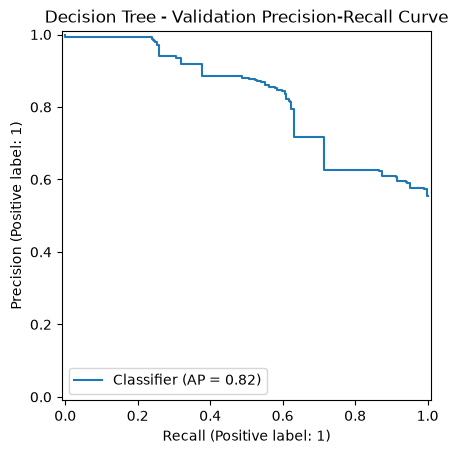 Decision Tree - Validation Precision-Recall Curve
1.0
0.8
0.6
0.4
0.2
0.0
Precision (Positive label: 1)
Classifier (AP = 0.82)
0.0 0.2 0.4 0.6 0.8 1.0
Recall (Positive label: 1)